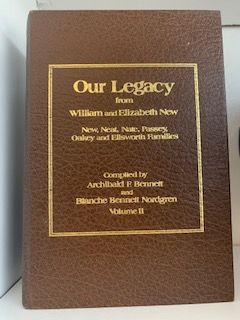 Our Legacy
from
William and Elizabeth New
New, Neat, Nate, Passey,
Oakey and Ellsworth Families
Compiled by
Archibald F. Bennett
and
Blanche Bennett Nordgren
Volume II